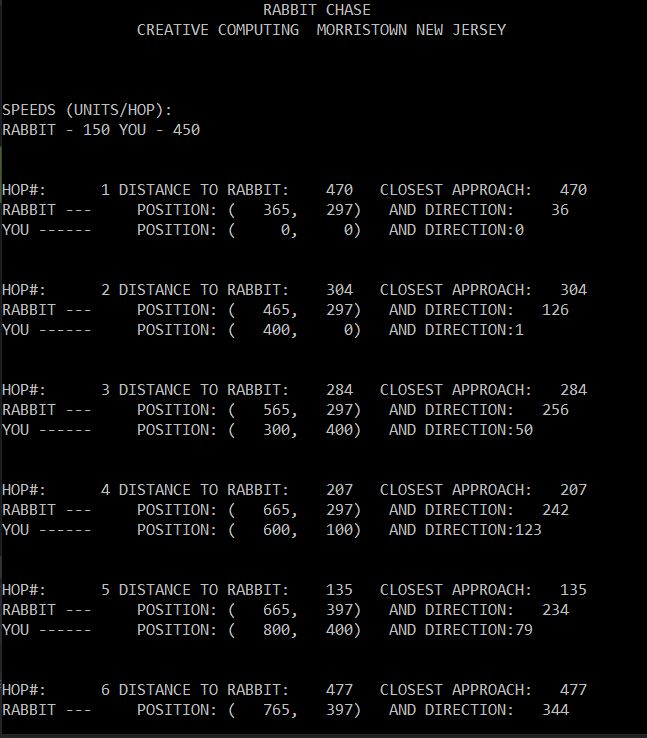 RABBIT CHASE
CREATIVE COMPUTING  MORRISTOWN NEW JERSEY
SPEEDS (UNITS/HOP):
RABBIT - 150 YOU - 450
HOP#:      1 DISTANCE TO RABBIT:    470   CLOSEST APPROACH:   470
RABBIT ---     POSITION: (   365,   297)   AND DIRECTION:    36
YOU ------     POSITION: (     0,     0)   AND DIRECTION:0
HOP#:      2 DISTANCE TO RABBIT:    304   CLOSEST APPROACH:   304
RABBIT ---     POSITION: (   465,   297)   AND DIRECTION:   126
YOU ------     POSITION: (   400,     0)   AND DIRECTION:1
HOP#:      3 DISTANCE TO RABBIT:    284   CLOSEST APPROACH:   284
RABBIT ---     POSITION: (   565,   297)   AND DIRECTION:   256
YOU ------     POSITION: (   300,   400)   AND DIRECTION:50
HOP#:      4 DISTANCE TO RABBIT:    207   CLOSEST APPROACH:   207
RABBIT ---     POSITION: (   665,   297)   AND DIRECTION:   242
YOU ------     POSITION: (   600,   100)   AND DIRECTION:123
HOP#:      5 DISTANCE TO RABBIT:    135   CLOSEST APPROACH:   135
RABBIT ---     POSITION: (   665,   397)   AND DIRECTION:   234
YOU ------     POSITION: (   800,   400)   AND DIRECTION:79
HOP#:      6 DISTANCE TO RABBIT:    477   CLOSEST APPROACH:   477
RABBIT ---     POSITION: (   765,   397)   AND DIRECTION:   344